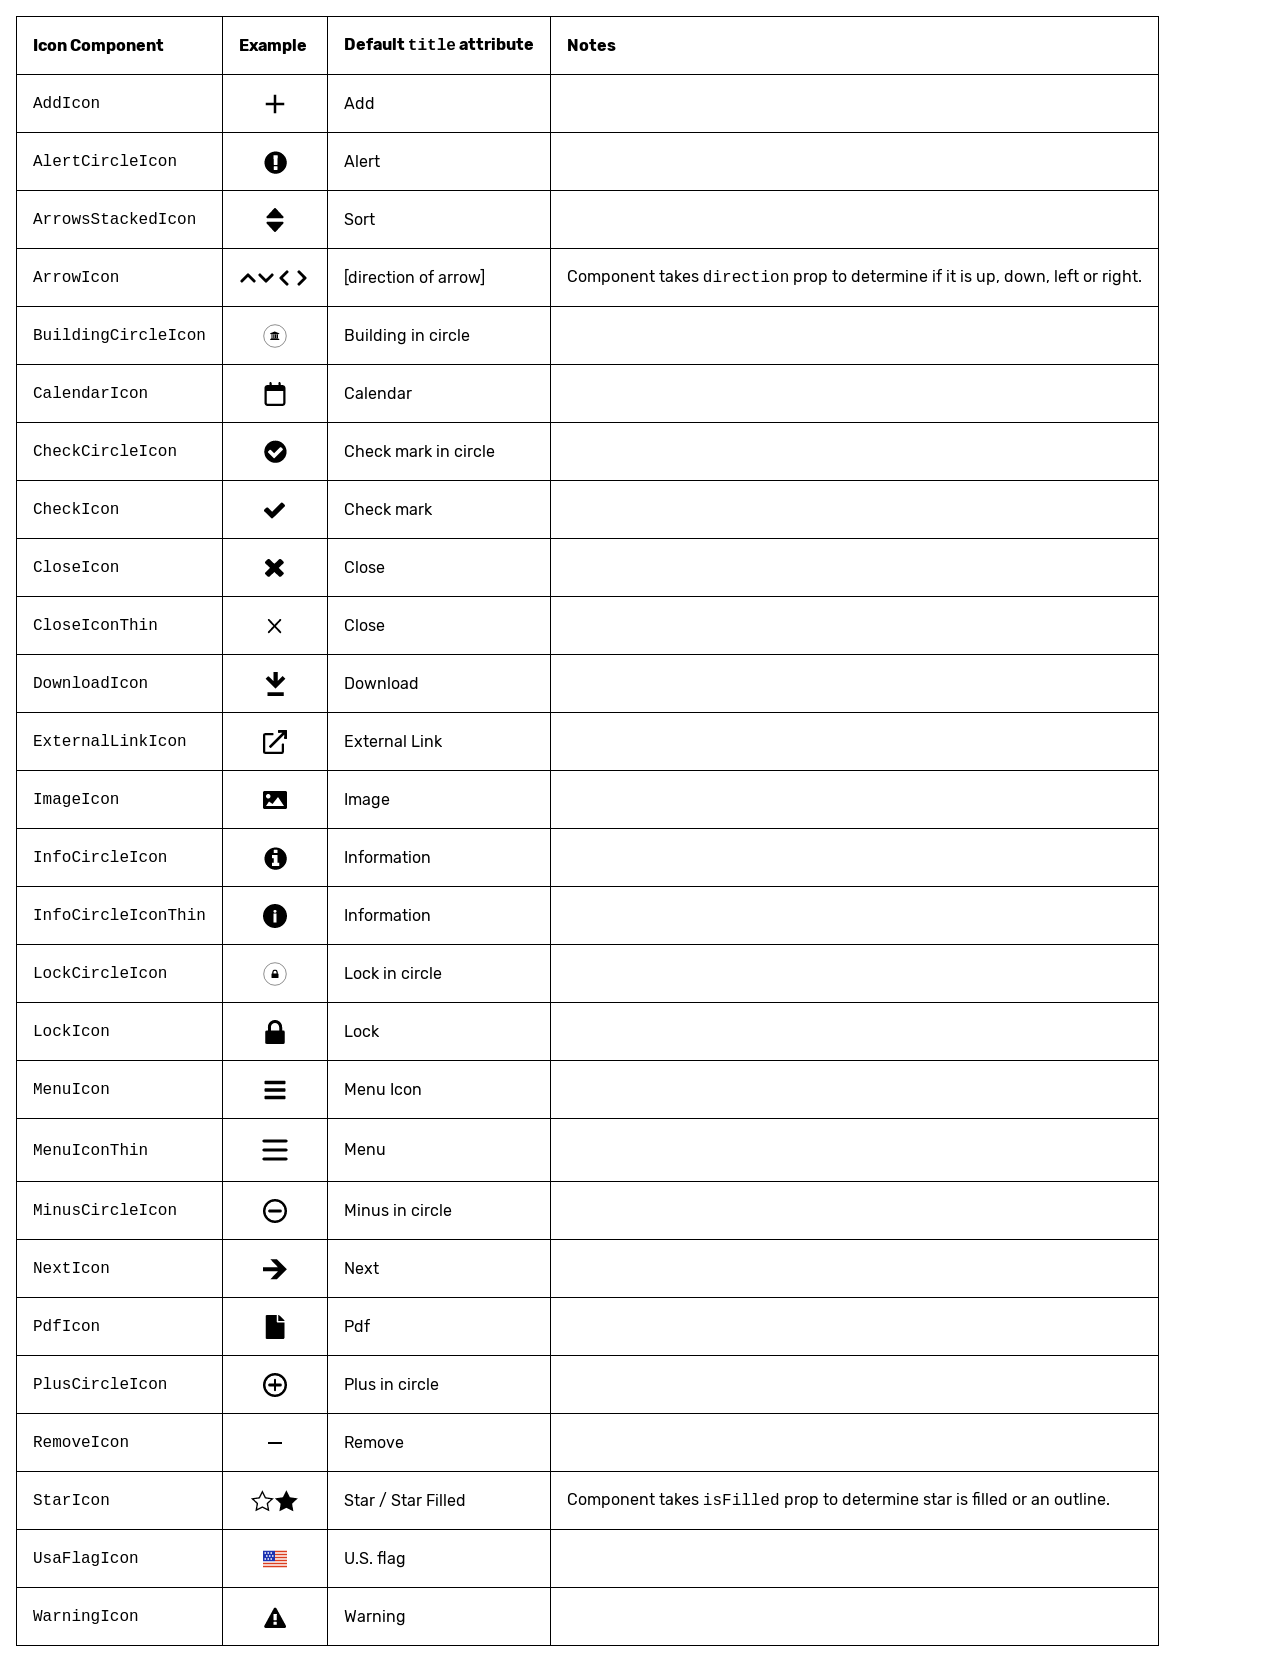 Icon Component Example Default title attribute Notes
AddIcon Add
AlertCircleIcon Alert
ArrowsStackedIcon Sort
ArrowIcon [direction of arrow] Component takes direction prop to determine if it is up, down, left or right.
BuildingCircleIcon Building in circle
CalendarIcon Calendar
CheckCircleIcon Check mark in circle
CheckIcon Check mark
CloseIcon Close
CloseIconThin Close
DownloadIcon Download
ExternalLinkIcon External Link
ImageIcon Image
InfoCircleIcon Information
InfoCircleIconThin Information
LockCircleIcon Lock in circle
LockIcon Lock
MenuIcon Menu Icon
MenuIconThin Menu
MinusCircleIcon Minus in circle
NextIcon Next
PdfIcon Pdf
PlusCircleIcon Plus in circle
RemoveIcon Remove
StarIcon Star / Star Filled Component takes isFilled prop to determine star is filled or an outline.
UsaFlagIcon U.S. flag
WarningIcon Warning